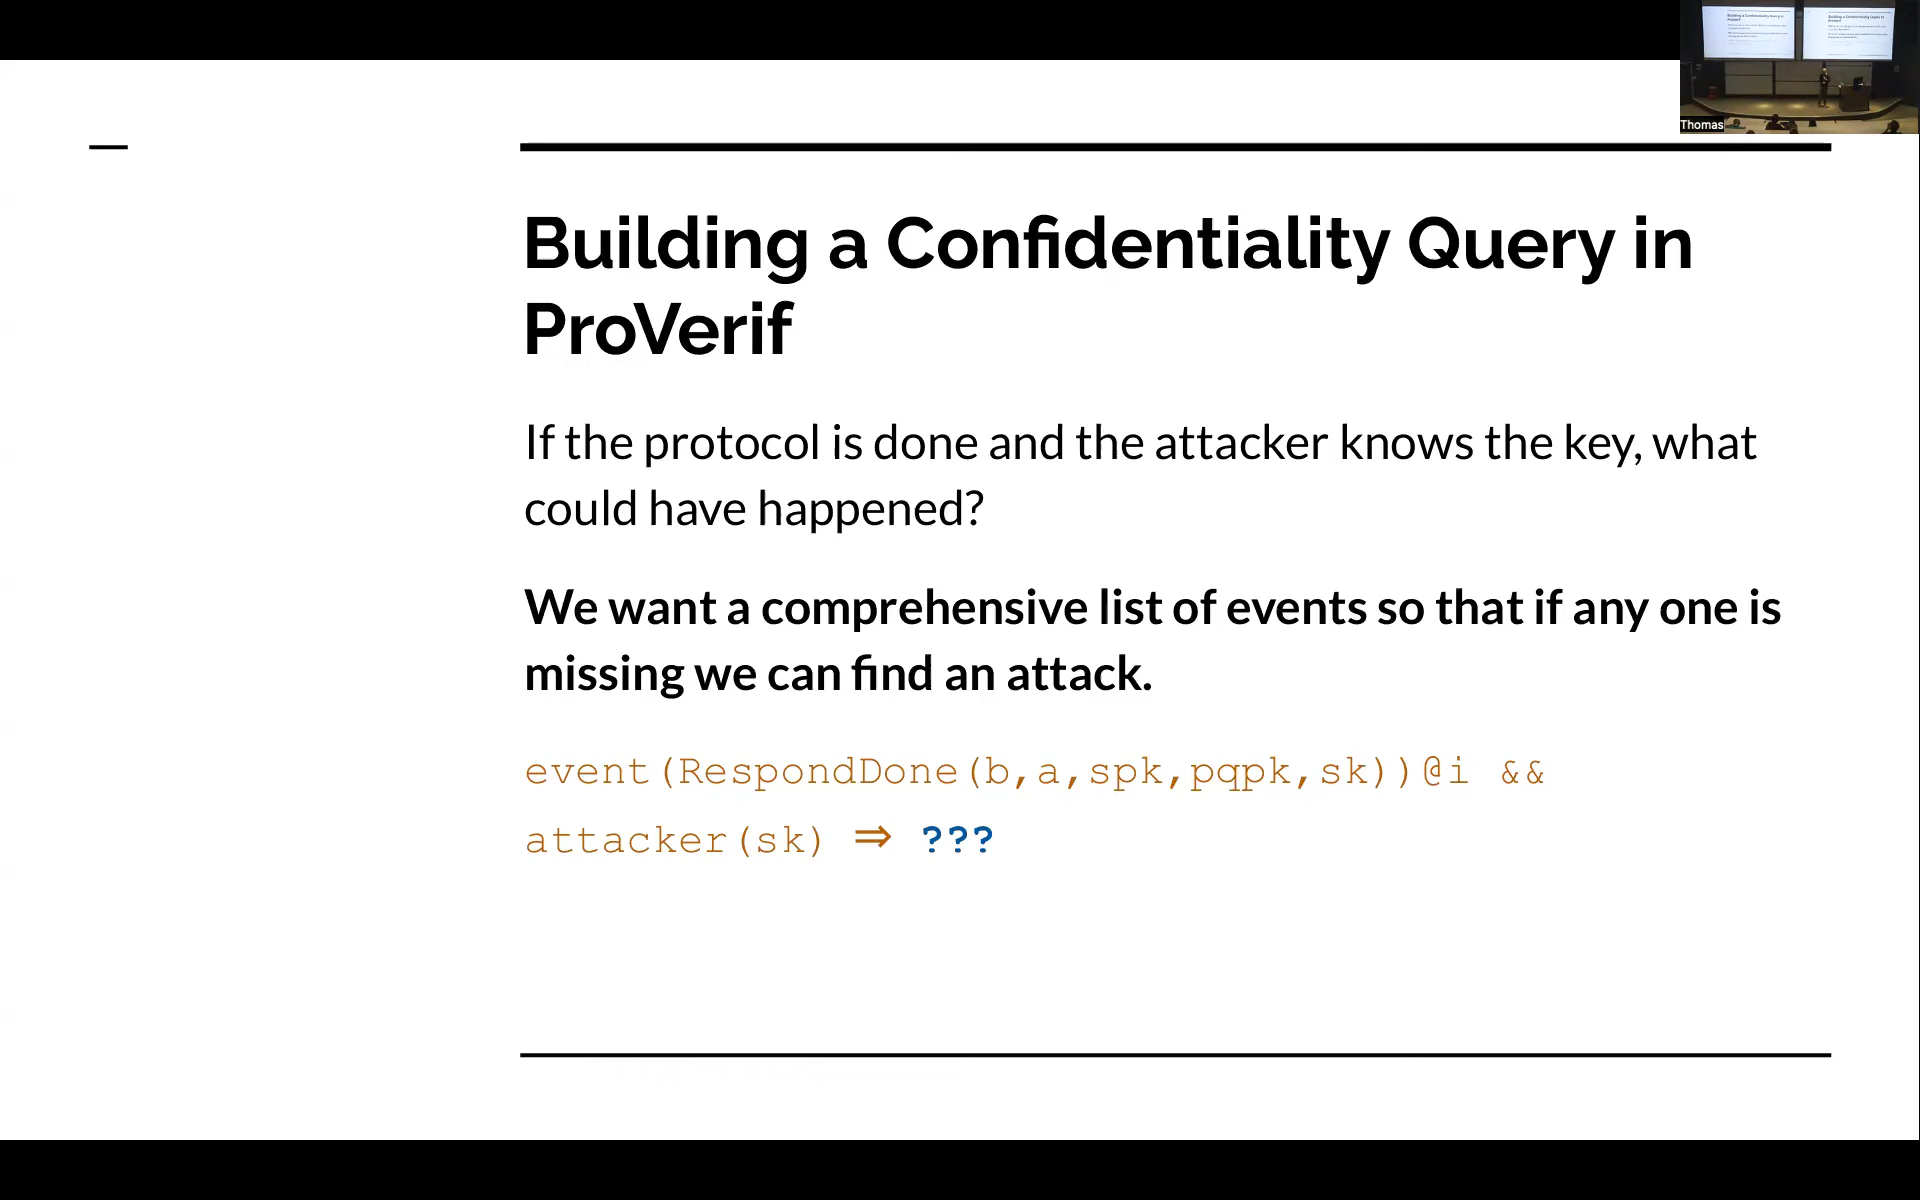 Thomas
Building a Confidentiality Query in
ProVerif
If the protocol is done and the attacker knows the key, what
could have happened?
We want a comprehensive list of events so that if any one is
missing we can find an attack.
event(RespondDone(b,a,spk,pqpk,sk))@i &&
attacker(sk) ⇒ ???